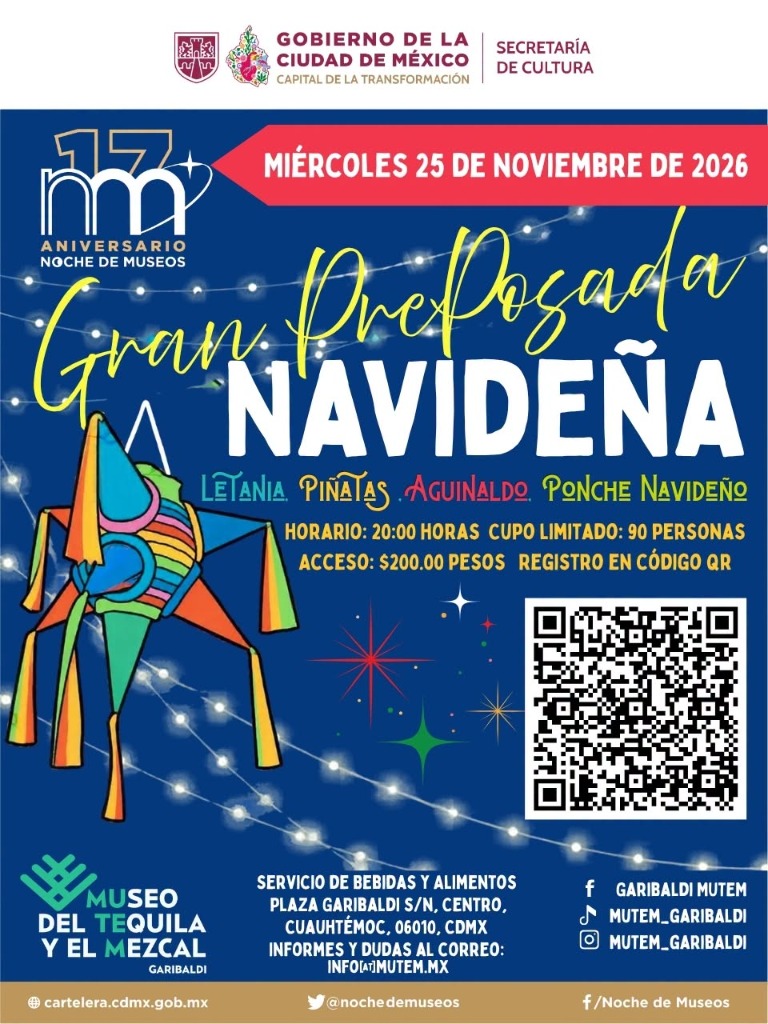 GOBIERNO DE LA
CIUDAD DE MÉXICO
CAPITAL DE LA TRANSFORMACIÓN
SECRETARÍA
DE CULTURA
17
nm
ANIVERSARIO
NOCHE DE MUSEOS
MIÉRCOLES 25 DE NOVIEMBRE DE 2026
Gran PrePosada
NAVIDEÑA
LETANIA, PIÑATAS ,AGUINALDO, PONCHE NAVIDEÑO
HORARIO: 20:00 HORAS CUPO LIMITADO: 90 PERSONAS
ACCESO: $200.00 PESOS REGISTRO EN CÓDIGO QR
MUSEO
DEL TEQUILA
Y EL MEZCAL
GARIBALDI
SERVICIO DE BEBIDAS Y ALIMENTOS
PLAZA GARIBALDI S/N, CENTRO,
CUAUHTÉMOC, 06010, CDMX
INFORMES Y DUDAS AL CORREO:
INFO[AT]MUTEM.MX
GARIBALDI MUTEM
MUTEM_GARIBALDI
MUTEM_GARIBALDI
cartelera.cdmx.gob.mx
@nochedemuseos
/Noche de Museos